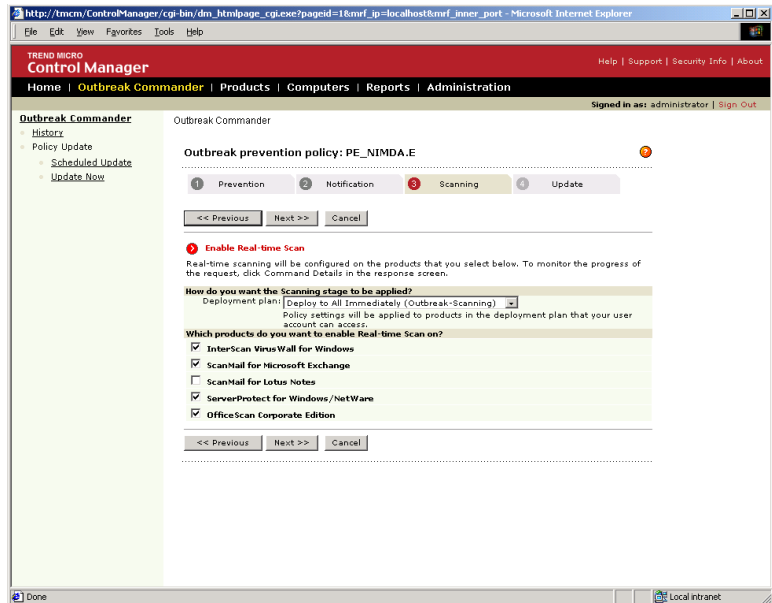 http://tmcm/ControlManager/cgi-bin/dm_htmlpage_cgi.exe?pageid=1&mrf_ip=localhost&mrf_inner_port - Microsoft Internet Explorer
File Edit View Favorites Tools Help
TREND MICRO
Control Manager
Help | Support | Security Info | About
Home | Outbreak Commander | Products | Computers | Reports | Administration
Signed in as: administrator | Sign Out
Outbreak Commander
History
Policy Update
Scheduled Update
Update Now
Outbreak Commander
Outbreak prevention policy: PE_NIMDA.E
?
1 Prevention 2 Notification 3 Scanning 4 Update
<< Previous Next >> Cancel
Enable Real-time Scan
Real-time scanning will be configured on the products that you select below. To monitor the progress of
the request, click Command Details in the response screen.
How do you want the Scanning stage to be applied?
Deployment plan: Deploy to All Immediately (Outbreak-Scanning)
Policy settings will be applied to products in the deployment plan that your user
account can access.
Which products do you want to enable Real-time Scan on?
InterScan VirusWall for Windows
ScanMail for Microsoft Exchange
ScanMail for Lotus Notes
ServerProtect for Windows/NetWare
OfficeScan Corporate Edition
<< Previous Next >> Cancel
Done
Local intranet